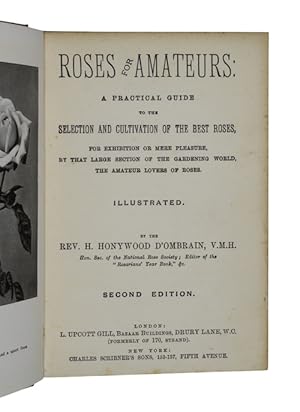 ROSES FOR AMATEURS:
A PRACTICAL GUIDE
TO THE
SELECTION AND CULTIVATION OF THE BEST ROSES,
FOR EXHIBITION OR MERE PLEASURE,
BY THAT LARGE SECTION OF THE GARDENING WORLD,
THE AMATEUR LOVERS OF ROSES.
ILLUSTRATED.
BY THE
REV. H. HONYWOOD D'OMBRAIN, V.M.H.
Hon. Sec. of the National Rose Society; Editor of the
"Rosarians' Year Book," &c.
SECOND EDITION.
LONDON:
L. UPCOTT GILL, BAZAAR BUILDINGS, DRURY LANE, W.C.
(FORMERLY OF 170, STRAND).
NEW YORK:
CHARLES SCRIBNER'S SONS, 153-157, FIFTH AVENUE.